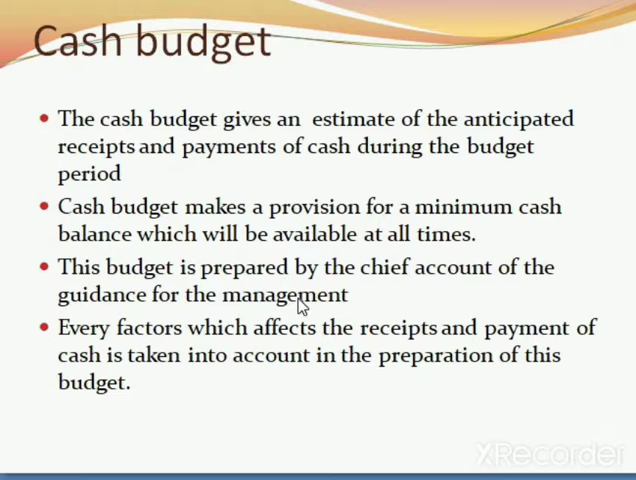 Cash budget
• The cash budget gives an estimate of the anticipated
receipts and payments of cash during the budget
period
• Cash budget makes a provision for a minimum cash
balance which will be available at all times.
• This budget is prepared by the chief account of the
guidance for the management
• Every factors which affects the receipts and payment of
cash is taken into account in the preparation of this
budget.
XRecorder